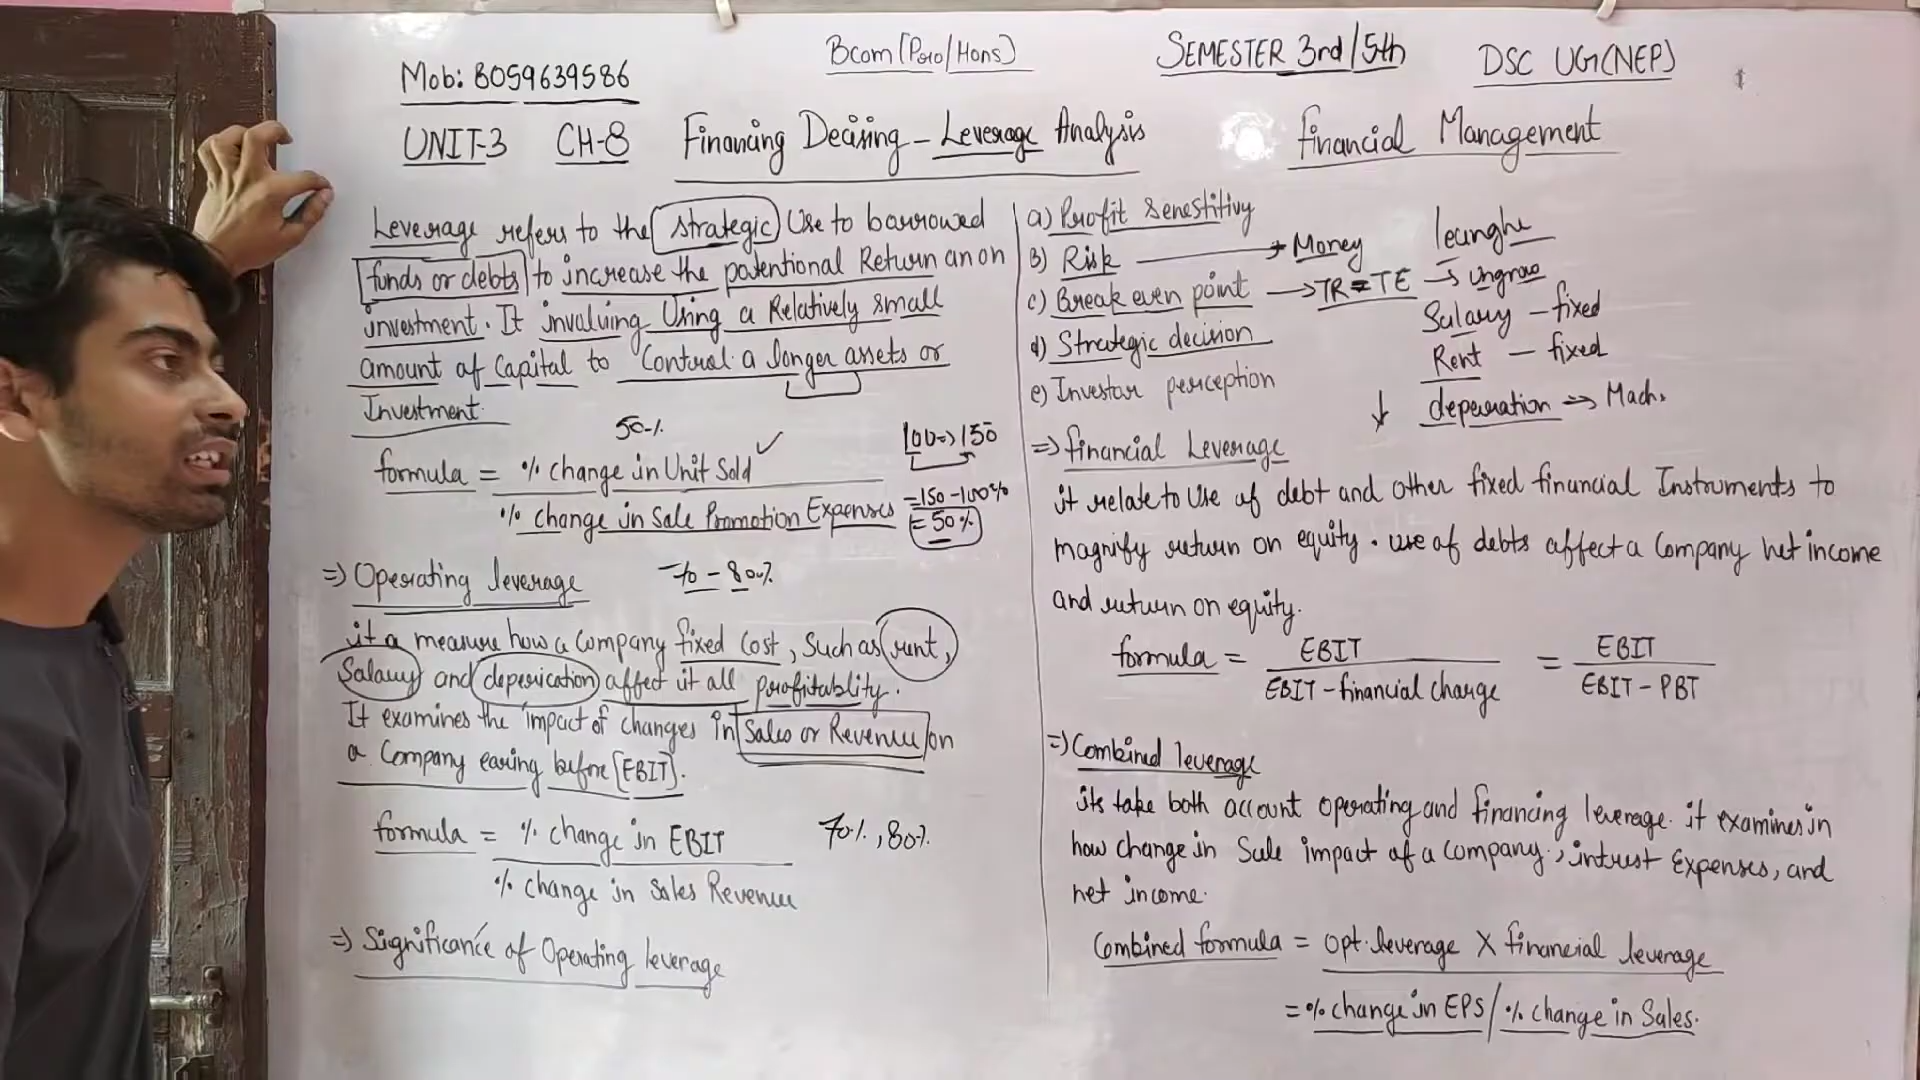 Bcom (Pro/Hons)
SEMESTER 3rd/5th
DSC UG(NEP)
Mob: 8059639586
UNIT-3 CH-8 Financing Decising - Leverage Analysis
financial Management
Leverage refers to the strategic Use to barrowed
funds or debts to increase the potentional Return an on
investment. It involving Using a Relatively small
amount of Capital to Control a longer assets or
Investment.
50%
formula = % change in Unit Sold
% change in Sale Promotion Expenses
100=>150
=150-100%
=50%
=> Operating leverage
70 - 80%
it a measure how a company fixed cost, Such as rent,
Salary and deperication affect it all profitablity.
It examines the impact of changes in Sales or Revenue on
a Company earing before [EBIT].
formula = % change in EBIT
% change in Sales Revenue
70%, 80%
=> Significance of Operating leverage
a) Profit Senestitivy
B) Risk → Money
c) Break even point → TR=TE →
d) Strategic decision
e) Investor perception
Salary - fixed
Rent - fixed
deperation => Mach.
=> financial Leverage
it relate to Use of debt and other fixed financial Instruments to
magnify return on equity. use of debts affect a Company net income
and return on equity.
formula = EBIT
EBIT - financial charge
= EBIT
EBIT - PBT
=> Combined leverage
its take both account operating and financing leverage. it examines in
how change in Sale impact of a company, intrest Expenses, and
net income.
Combined formula = opt. leverage X financial leverage
= % change in EPS / % change in Sales.